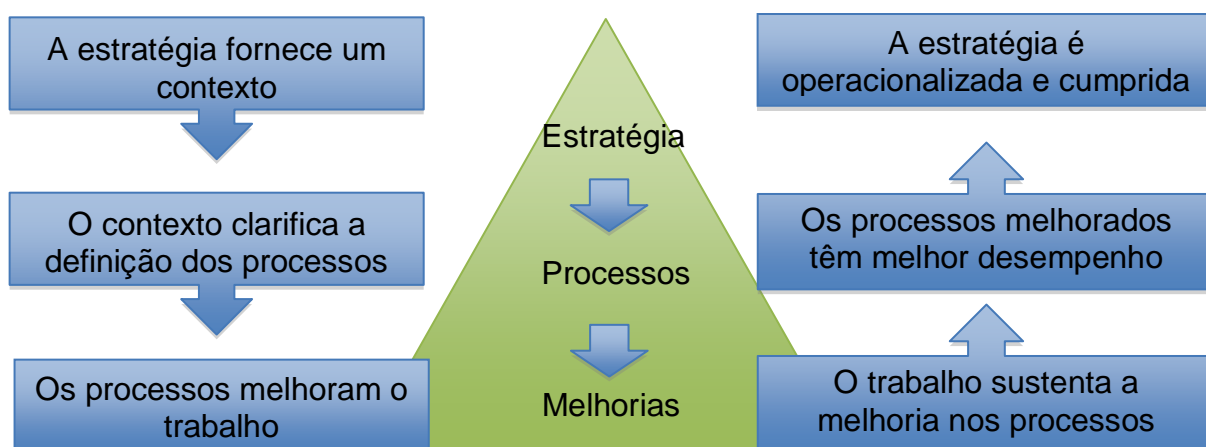 A estratégia fornece um
contexto
O contexto clarifica a
definição dos processos
Os processos melhoram o
trabalho
Estratégia
Processos
Melhorias
A estratégia é
operacionalizada e cumprida
Os processos melhorados
têm melhor desempenho
O trabalho sustenta a
melhoria nos processos